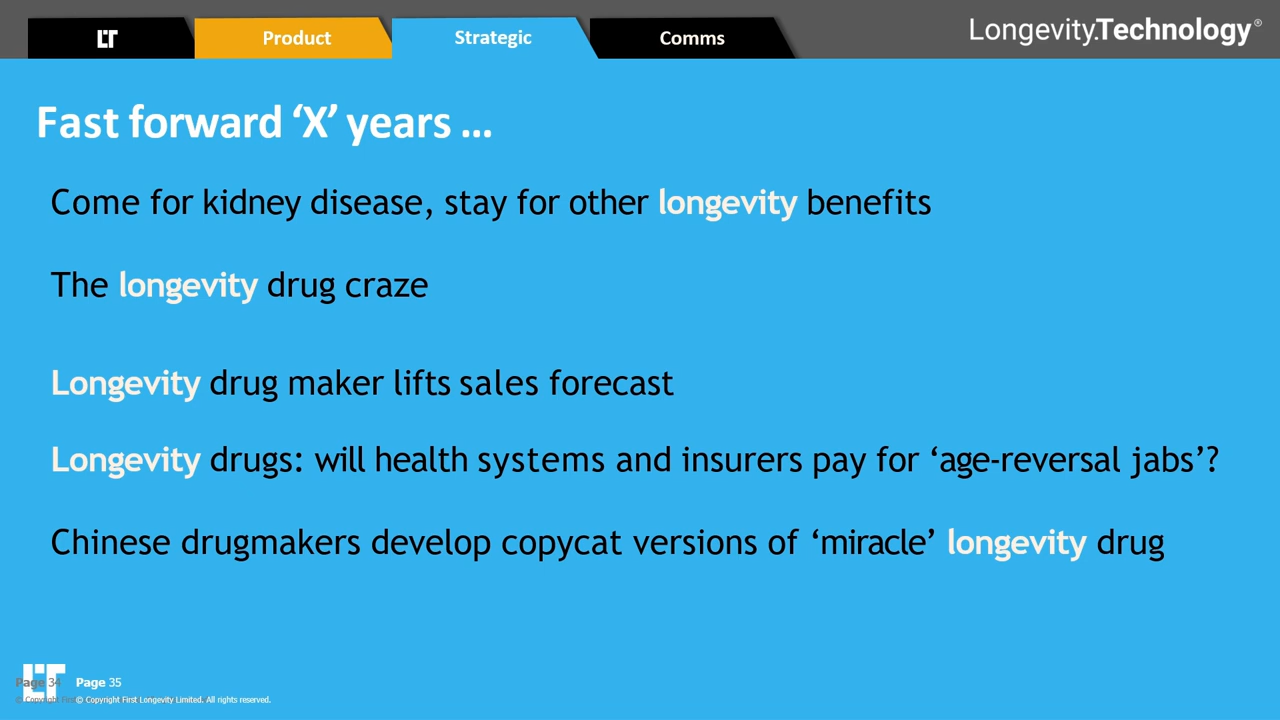 LT
Product
Strategic
Comms
Longevity.Technology®
Fast forward ‘X’ years ...
Come for kidney disease, stay for other longevity benefits
The longevity drug craze
Longevity drug maker lifts sales forecast
Longevity drugs: will health systems and insurers pay for ‘age-reversal jabs’?
Chinese drugmakers develop copycat versions of ‘miracle’ longevity drug
LT
Page 34
Page 35
© Copyright First
© Copyright First Longevity Limited. All rights reserved.